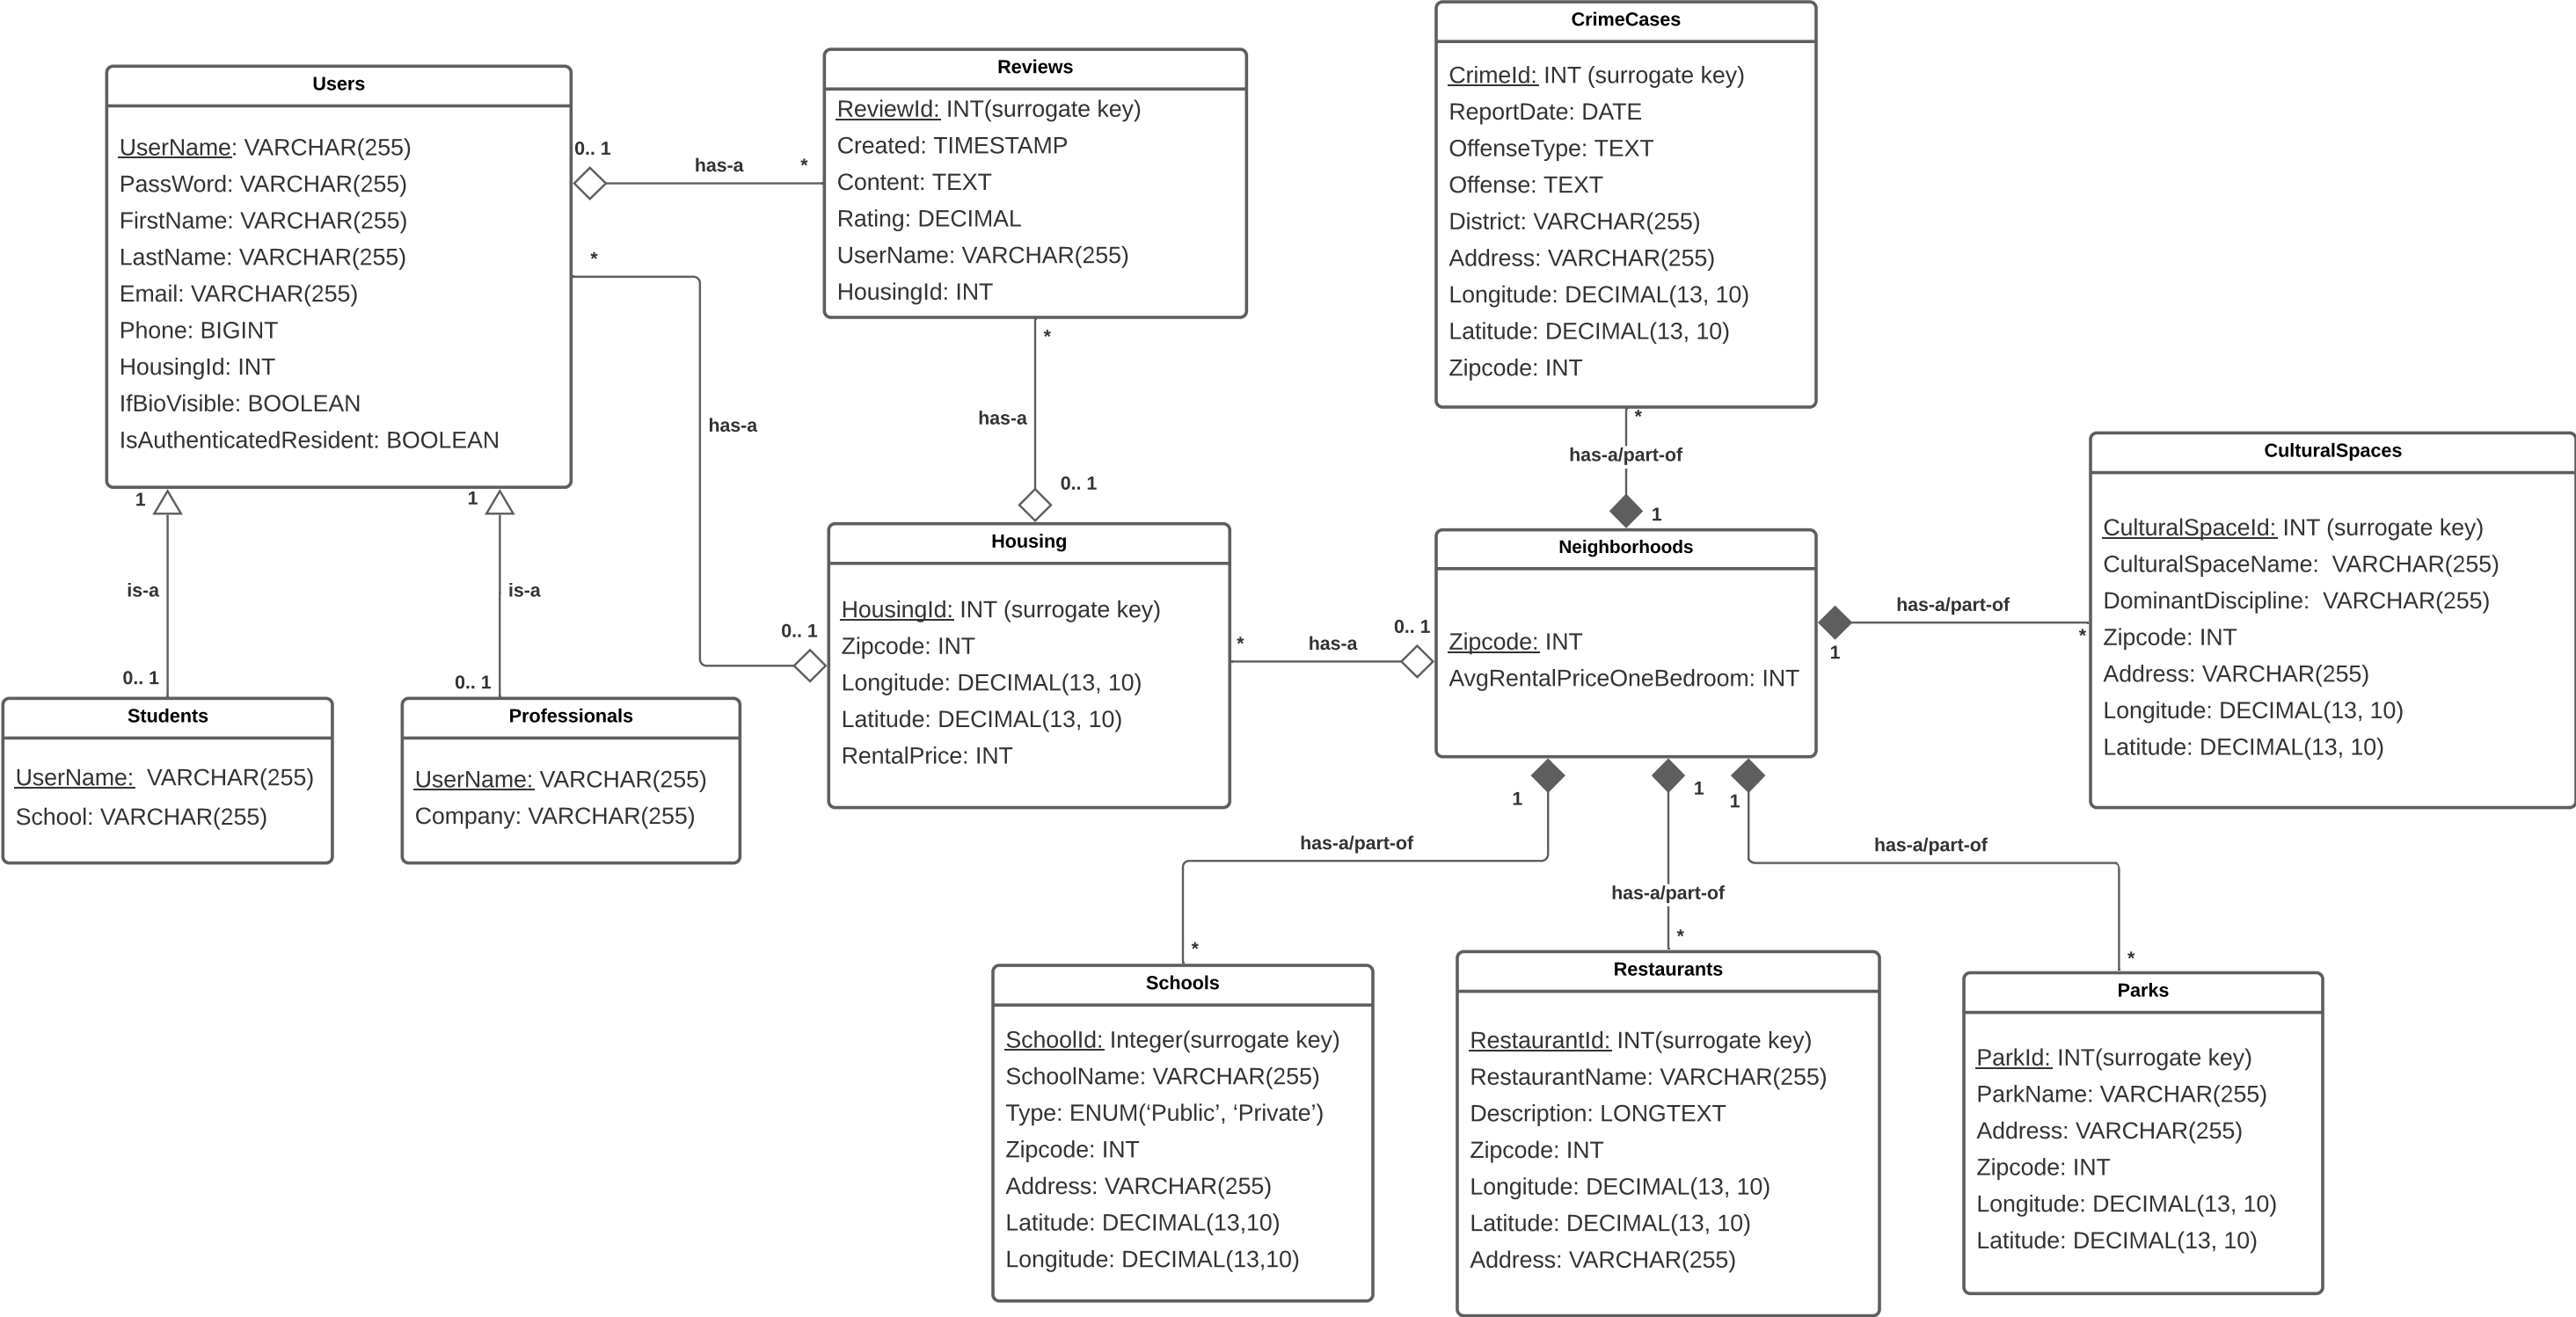 Users
UserName: VARCHAR(255)
PassWord: VARCHAR(255)
FirstName: VARCHAR(255)
LastName: VARCHAR(255)
Email: VARCHAR(255)
Phone: BIGINT
HousingId: INT
IfBioVisible: BOOLEAN
IsAuthenticatedResident: BOOLEAN
0.. 1
has-a
*
Reviews
ReviewId: INT(surrogate key)
Created: TIMESTAMP
Content: TEXT
Rating: DECIMAL
UserName: VARCHAR(255)
HousingId: INT
*
has-a
0.. 1
*
has-a
0.. 1
CrimeCases
CrimeId: INT (surrogate key)
ReportDate: DATE
OffenseType: TEXT
Offense: TEXT
District: VARCHAR(255)
Address: VARCHAR(255)
Longitude: DECIMAL(13, 10)
Latitude: DECIMAL(13, 10)
Zipcode: INT
*
has-a/part-of
1
1
is-a
0.. 1
1
is-a
0.. 1
Students
UserName: VARCHAR(255)
School: VARCHAR(255)
Professionals
UserName: VARCHAR(255)
Company: VARCHAR(255)
Housing
HousingId: INT (surrogate key)
Zipcode: INT
Longitude: DECIMAL(13, 10)
Latitude: DECIMAL(13, 10)
RentalPrice: INT
*
has-a
0.. 1
Neighborhoods
Zipcode: INT
AvgRentalPriceOneBedroom: INT
1
has-a/part-of
*
CulturalSpaces
CulturalSpaceId: INT (surrogate key)
CulturalSpaceName: VARCHAR(255)
DominantDiscipline: VARCHAR(255)
Zipcode: INT
Address: VARCHAR(255)
Longitude: DECIMAL(13, 10)
Latitude: DECIMAL(13, 10)
1
has-a/part-of
*
1
has-a/part-of
*
1
has-a/part-of
*
Schools
SchoolId: Integer(surrogate key)
SchoolName: VARCHAR(255)
Type: ENUM(‘Public’, ‘Private’)
Zipcode: INT
Address: VARCHAR(255)
Latitude: DECIMAL(13,10)
Longitude: DECIMAL(13,10)
Restaurants
RestaurantId: INT(surrogate key)
RestaurantName: VARCHAR(255)
Description: LONGTEXT
Zipcode: INT
Longitude: DECIMAL(13, 10)
Latitude: DECIMAL(13, 10)
Address: VARCHAR(255)
Parks
ParkId: INT(surrogate key)
ParkName: VARCHAR(255)
Address: VARCHAR(255)
Zipcode: INT
Longitude: DECIMAL(13, 10)
Latitude: DECIMAL(13, 10)